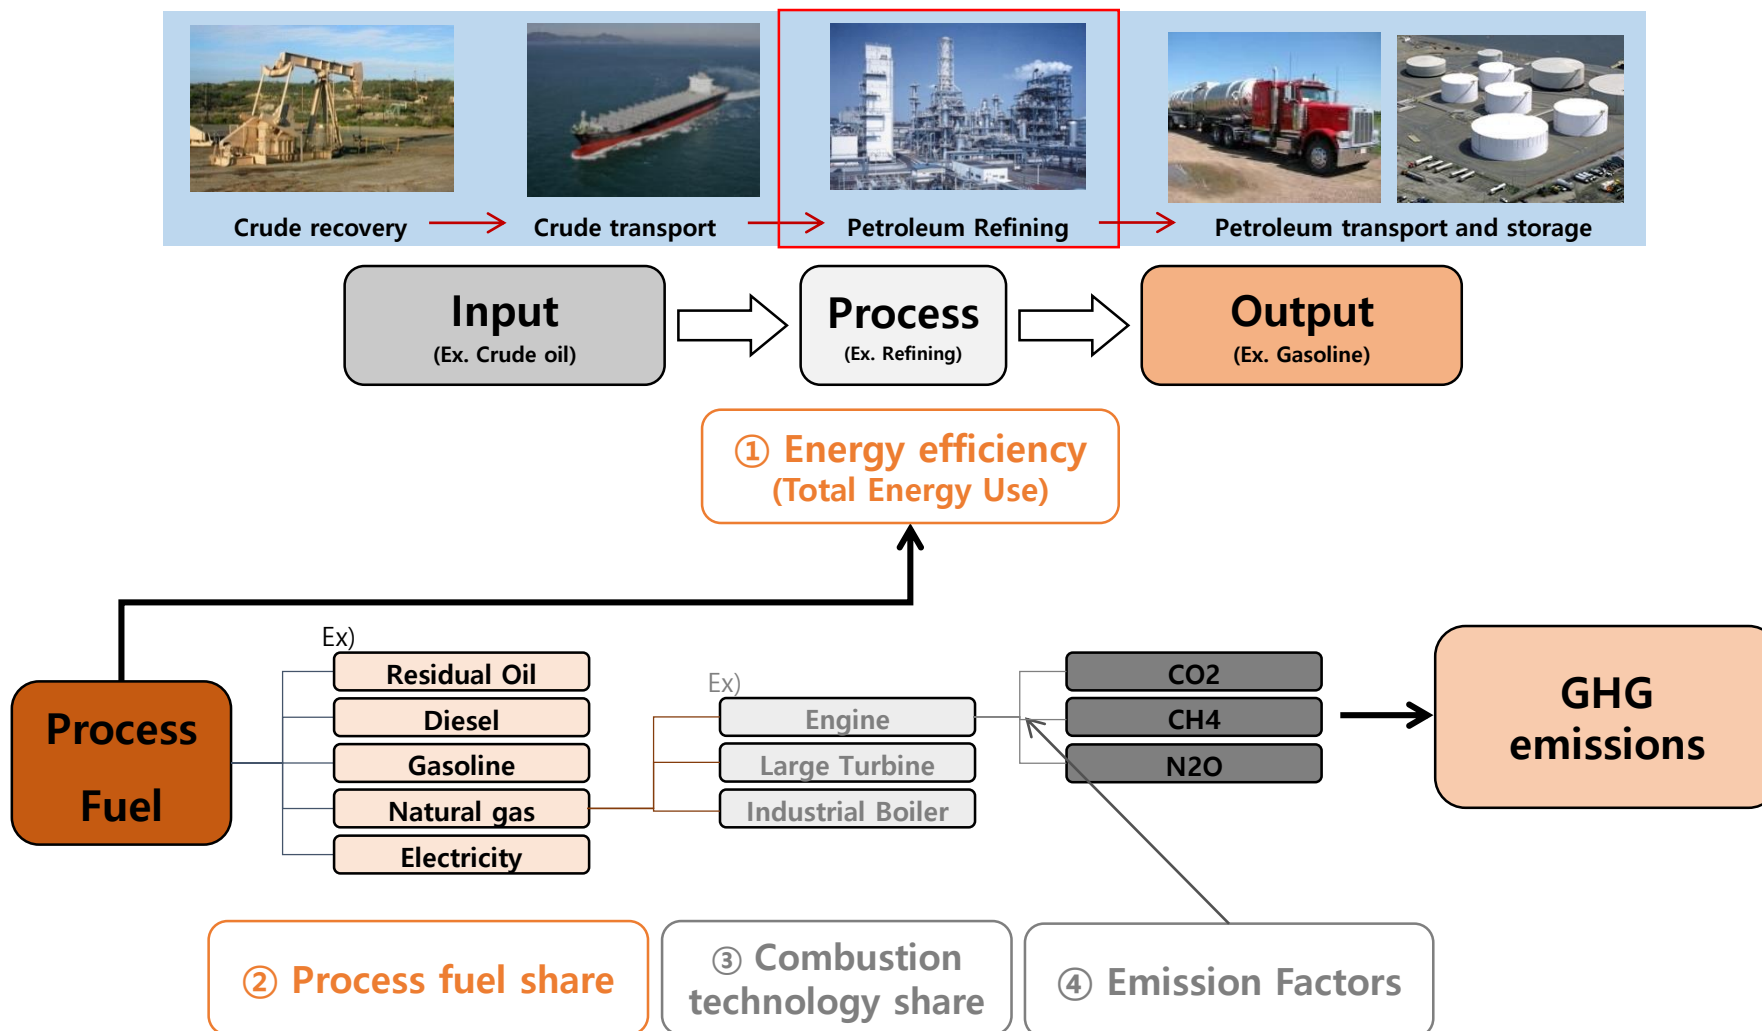 Crude recovery
Crude transport
Petroleum Refining
Petroleum transport and storage
Input
(Ex. Crude oil)
Process
(Ex. Refining)
Output
(Ex. Gasoline)
① Energy efficiency
(Total Energy Use)
Process
Fuel
Ex)
Residual Oil
Diesel
Gasoline
Natural gas
Electricity
Ex)
Engine
Large Turbine
Industrial Boiler
CO2
CH4
N2O
GHG
emissions
② Process fuel share
③ Combustion
technology share
④ Emission Factors